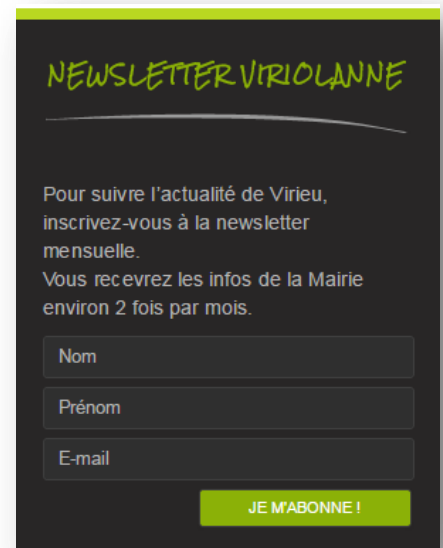 NEWSLETTER VIRIOLANNE
Pour suivre l'actualité de Virieu,
inscrivez-vous à la newsletter
mensuelle.
Vous recevrez les infos de la Mairie
environ 2 fois par mois.
Nom
Prénom
E-mail
JE M'ABONNE !